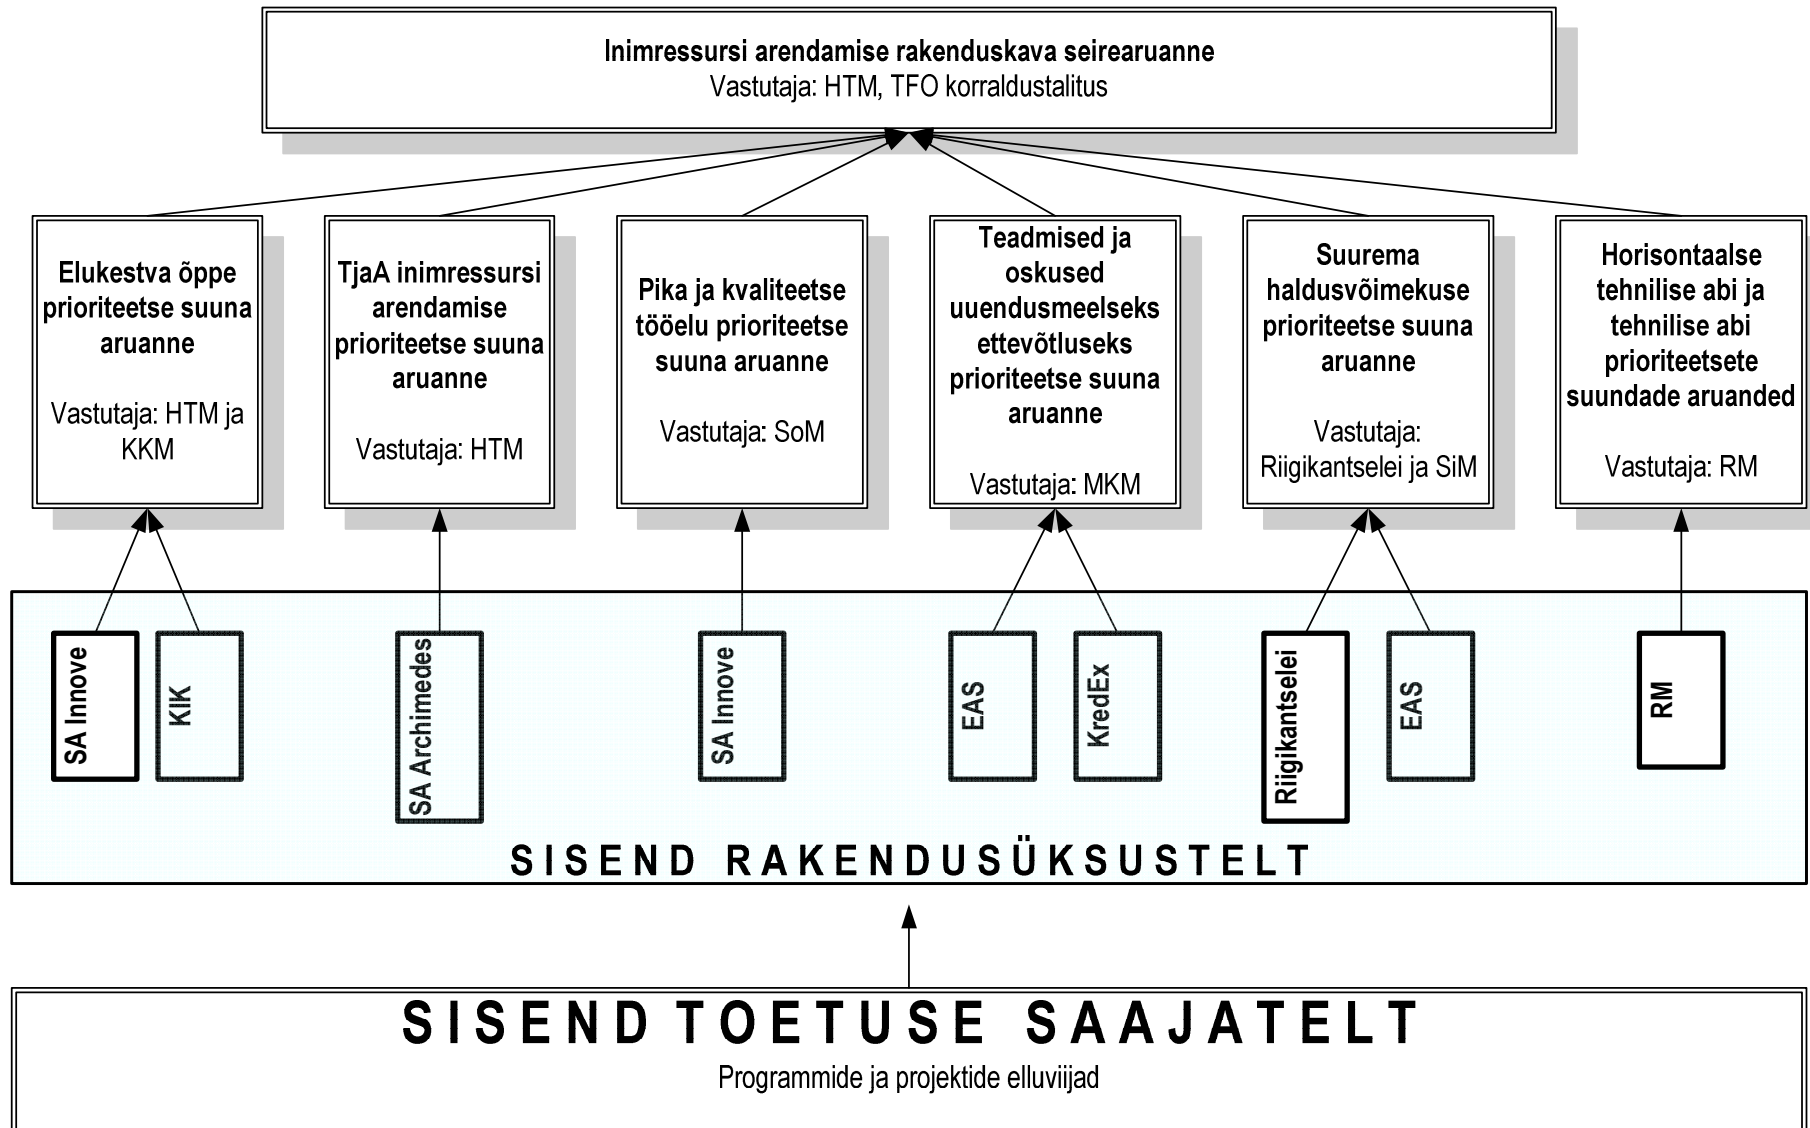 Inimressursi arendamise rakenduskava seirearuanne
Vastutaja: HTM, TFO korraldustalitus
Elukestva õppe
prioriteetse suuna
aruanne
Vastutaja: HTM ja
KKM
TjaA inimressursi
arendamise
prioriteetse suuna
aruanne
Vastutaja: HTM
Pika ja kvaliteetse
tööelu prioriteetse
suuna aruanne
Vastutaja: SoM
Teadmised ja
oskused
uuendusmeelseks
ettevõtluseks
prioriteetse suuna
aruanne
Vastutaja: MKM
Suurema
haldusvõimekuse
prioriteetse suuna
aruanne
Vastutaja:
Riigikantselei ja SiM
Horisontaalse
tehnilise abi ja
tehnilise abi
prioriteetsete
suundade aruanded
Vastutaja: RM
SA Innove
KIK
SA Archimedes
SA Innove
EAS
KredEx
Riigikantselei
EAS
RM
SISEND RAKENDUSÜKSUSTELT
SISEND TOETUSE SAAJATELT
Programmide ja projektide elluviijad